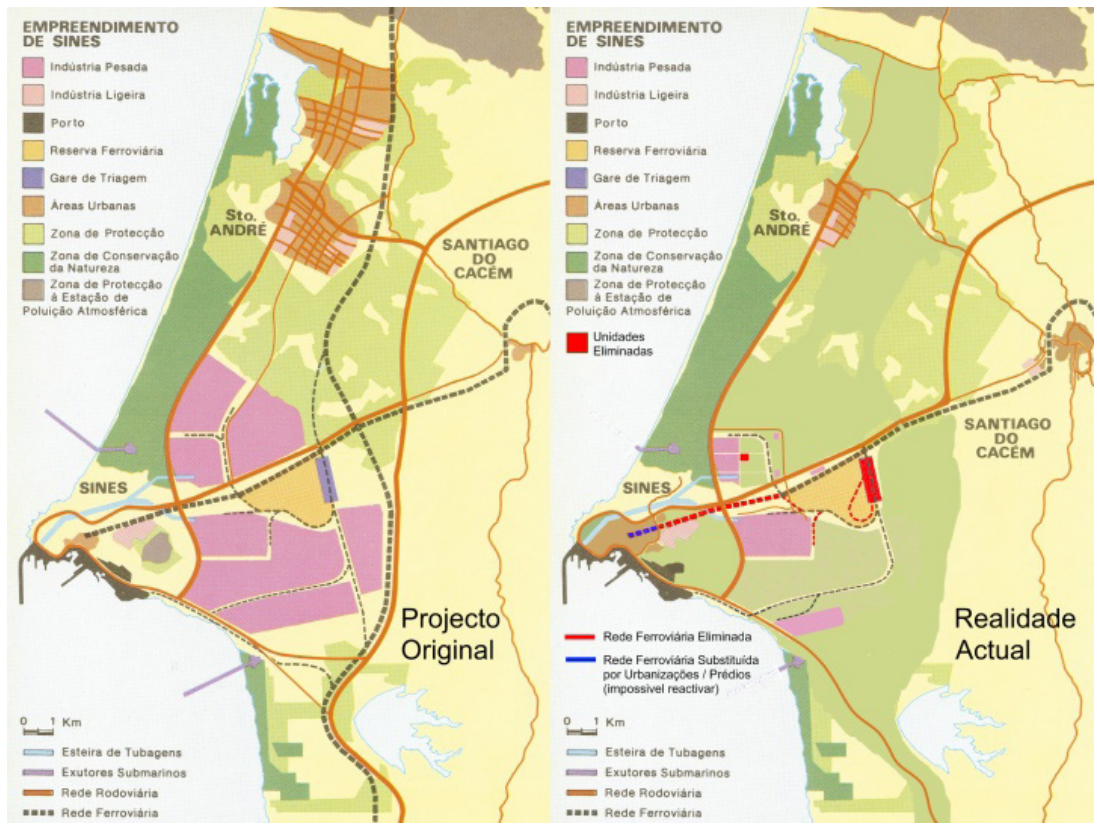 EMPREENDIMENTO
DE SINES
Indústria Pesada
Indústria Ligeira
Porto
Reserva Ferroviária
Gare de Triagem
Áreas Urbanas
Zona de Protecção
Zona de Conservação
da Natureza
Zona de Protecção
à Estação de
Poluição Atmosférica
Sto.
ANDRÉ
SANTIAGO
DO
CACÉM
SINES
Projecto
Original
0 1 Km
Esteira de Tubagens
Exutores Submarinos
Rede Rodoviária
Rede Ferroviária
EMPREENDIMENTO
DE SINES
Indústria Pesada
Indústria Ligeira
Porto
Reserva Ferroviária
Gare de Triagem
Áreas Urbanas
Zona de Protecção
Zona de Conservação
da Natureza
Zona de Protecção
à Estação de
Poluição Atmosférica
Unidades
Eliminadas
Sto.
ANDRÉ
SANTIAGO
DO
CACÉM
SINES
Realidade
Actual
Rede Ferroviária Eliminada
Rede Ferroviária Substituída
por Urbanizações / Prédios
(impossivel reactivar)
0 1 Km
Esteira de Tubagens
Exutores Submarinos
Rede Rodoviária
Rede Ferroviária